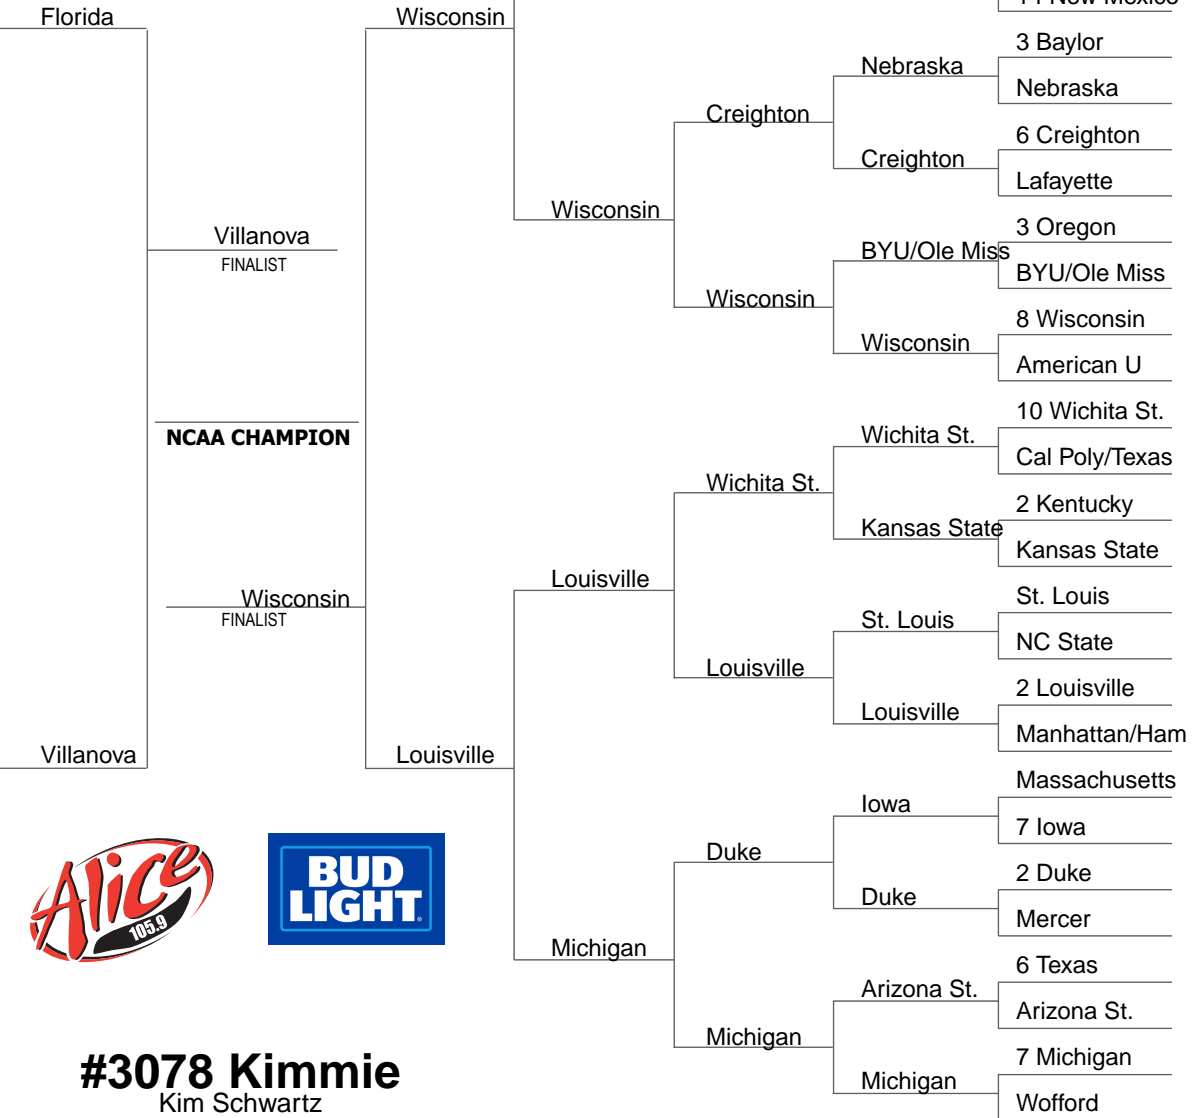 Florida
Villanova
FINALIST
NCAA CHAMPION
Wisconsin
FINALIST
Villanova
Wisconsin
Louisville
Wisconsin
Louisville
Michigan
Creighton
Wisconsin
Wichita St.
Louisville
Duke
Michigan
Nebraska
Creighton
BYU/Ole Miss
Wisconsin
Wichita St.
Kansas State
St. Louis
Louisville
Iowa
Duke
Arizona St.
Michigan
New Mexico
3 Baylor
Nebraska
6 Creighton
Lafayette
3 Oregon
BYU/Ole Miss
8 Wisconsin
American U
10 Wichita St.
Cal Poly/Texas
2 Kentucky
Kansas State
St. Louis
NC State
2 Louisville
Manhattan/Ham
Massachusetts
7 Iowa
2 Duke
Mercer
6 Texas
Arizona St.
7 Michigan
Wofford
Alice
105.9
BUD
LIGHT
#3078 Kimmie
Kim Schwartz